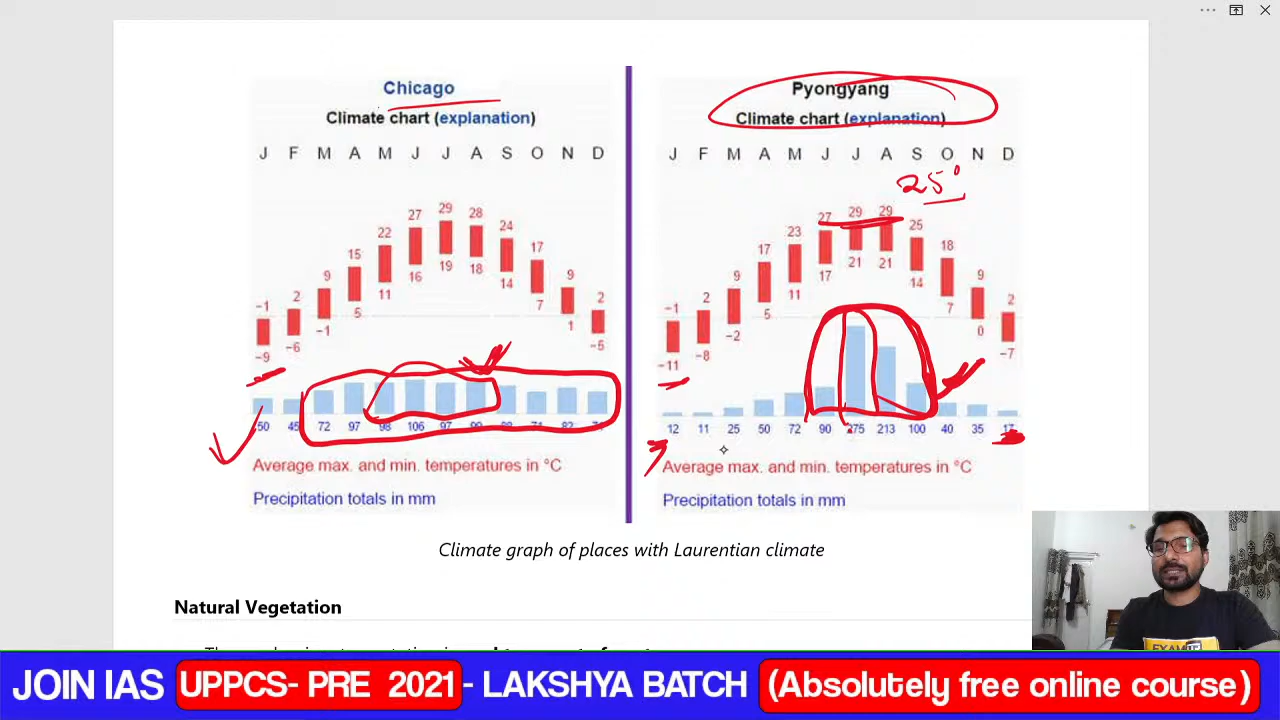 Chicago
Climate chart (explanation)
J F M A M J J A S O N D
-1 2 9 15 22 27 29 28 24 17 9 2
-9 -6 -1 5 11 16 19 18 14 7 1 -5
50 45 72 97 98 106 97
Average max. and min. temperatures in °C
Precipitation totals in mm
Pyongyang
Climate chart (explanation)
J F M A M J J A S O N D
25°
-1 2 9 17 23 27 29 29 25 18 9 2
-11 -8 -2 5 11 17 21 21 14 7 0 -7
12 11 25 50 72 90 275 213 100 40 35 17
Average max. and min. temperatures in °C
Precipitation totals in mm
Climate graph of places with Laurentian climate
Natural Vegetation
JOIN IAS UPPCS- PRE 2021 - LAKSHYA BATCH (Absolutely free online course)